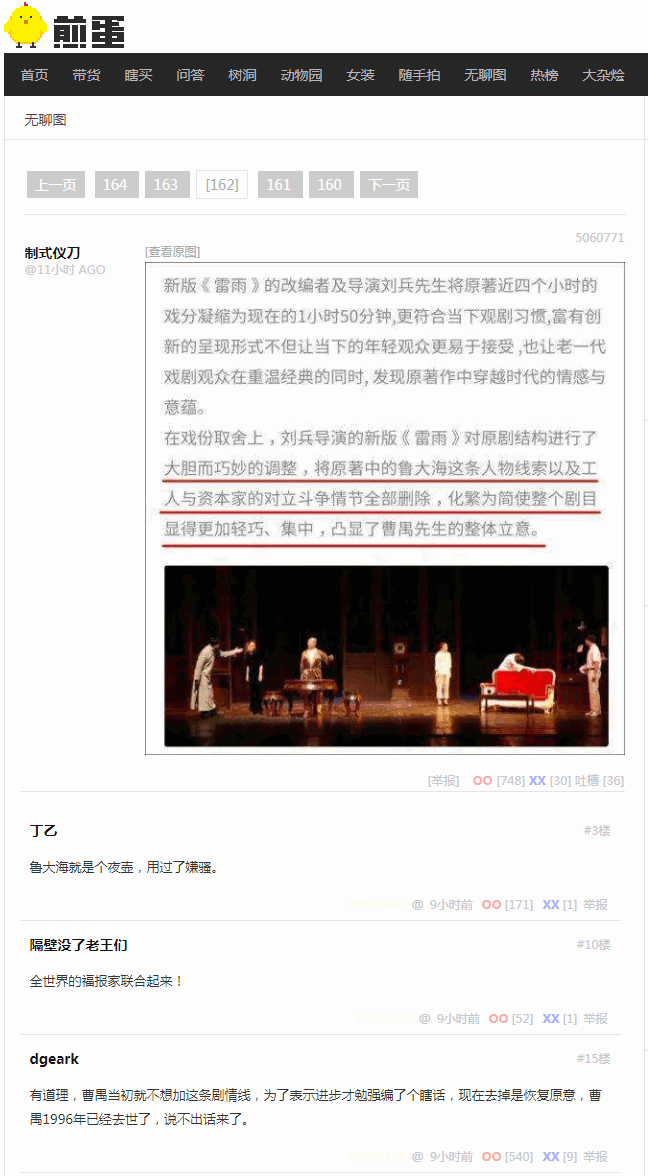 煎蛋
首页 带货 瞎买 问答 树洞 动物园 女装 随手拍 无聊图 热榜 大杂烩
无聊图
上一页 164 163 [162] 161 160 下一页
5060771
制式仪刀
@11小时 AGO
[查看原图]
新版《雷雨》的改编者及导演刘兵先生将原著近四个小时的
戏分凝缩为现在的1小时50分钟,更符合当下观剧习惯,富有创
新的呈现形式不但让当下的年轻观众更易于接受,也让老一代
戏剧观众在重温经典的同时,发现原著作中穿越时代的情感与
意蕴。
在戏份取舍上，刘兵导演的新版《雷雨》对原剧结构进行了
大胆而巧妙的调整，将原著中的鲁大海这条人物线索以及工
人与资本家的对立斗争情节全部删除，化繁为简使整个剧目
显得更加轻巧、集中，凸显了曹禺先生的整体立意。
[举报] OO [748] XX [30] 吐槽 [36]
丁乙 #3楼
鲁大海就是个夜壶，用过了嫌骚。
@ 9小时前 OO [171] XX [1] 举报
隔壁没了老王们 #10楼
全世界的福报家联合起来！
@ 9小时前 OO [52] XX [1] 举报
dgeark #15楼
有道理，曹禺当初就不想加这条剧情线，为了表示进步才勉强编了个瞎话，现在去掉是恢复原意，曹
禺1996年已经去世了，说不出话来了。
@ 9小时前 OO [540] XX [9] 举报